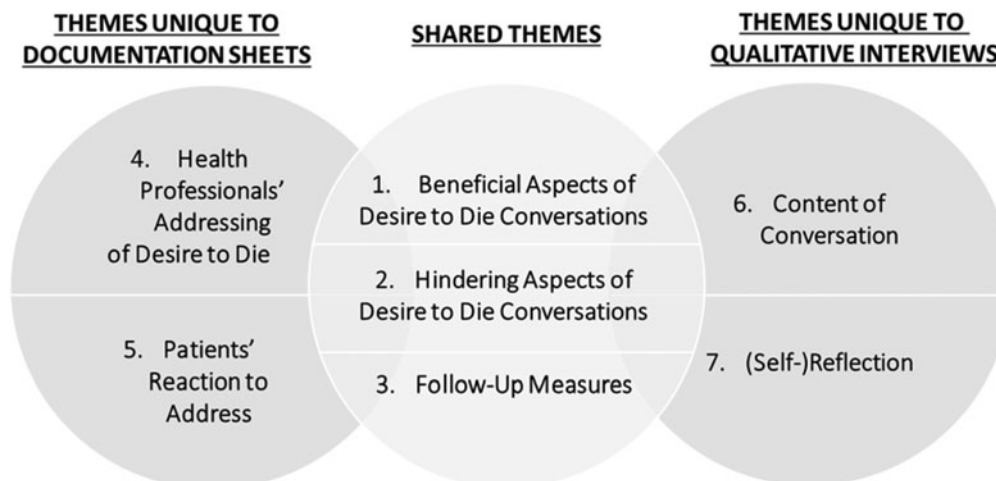 THEMES UNIQUE TO
DOCUMENTATION SHEETS
SHARED THEMES
THEMES UNIQUE TO
QUALITATIVE INTERVIEWS
4. Health
Professionals’
Addressing
of Desire to Die
5. Patients’
Reaction to
Address
1. Beneficial Aspects of
Desire to Die Conversations
2. Hindering Aspects of
Desire to Die Conversations
3. Follow-Up Measures
6. Content of
Conversation
7. (Self-)Reflection